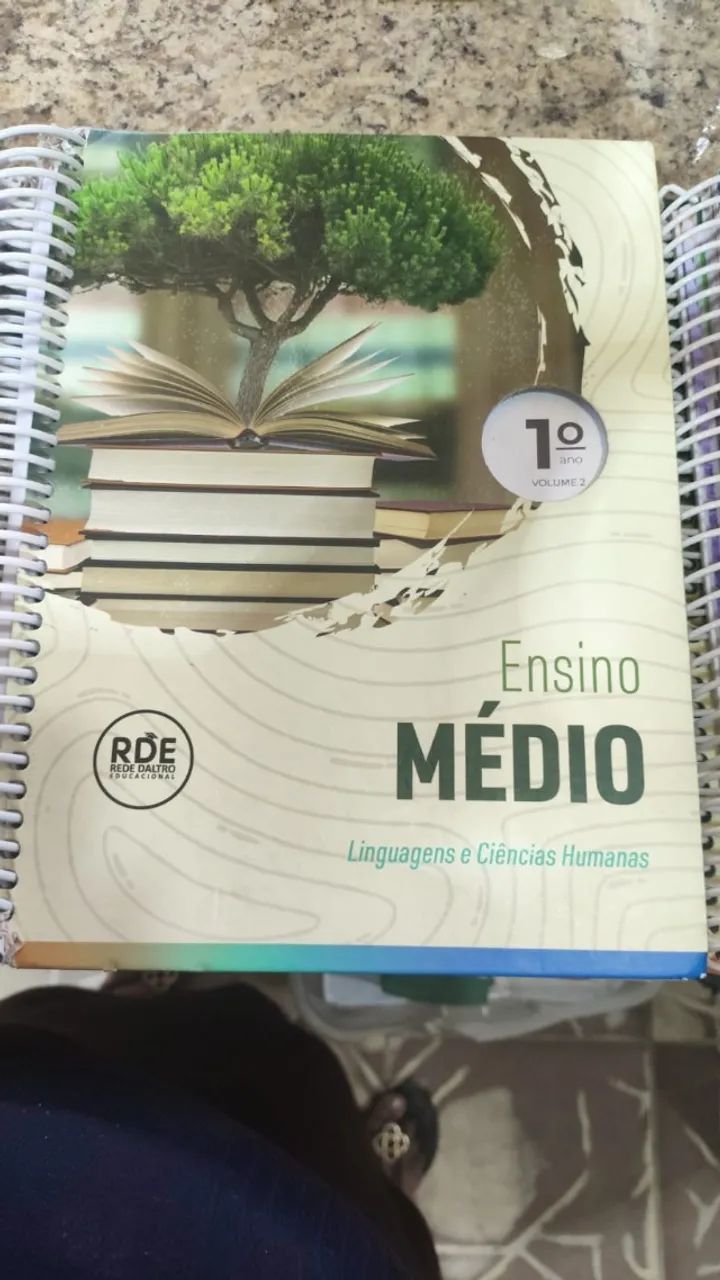 1º
ano
VOLUME 2
Ensino
MÉDIO
RDE
REDE DALTRO
EDUCACIONAL
Linguagens e Ciências Humanas